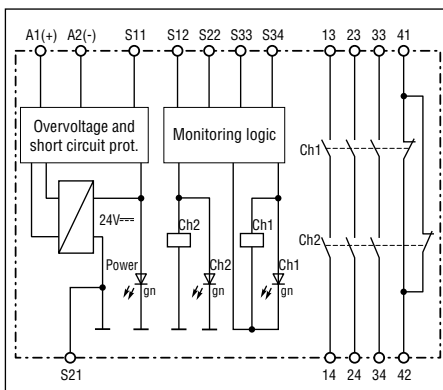 A1(+) A2(-) S11 S12 S22 S33 S34 13 23 33 41
Overvoltage and
short circuit prot.
Monitoring logic
Ch1
24V⎓
Ch2 Ch1
Ch2
Power Ch2 Ch1
gn gn gn
S21 14 24 34 42